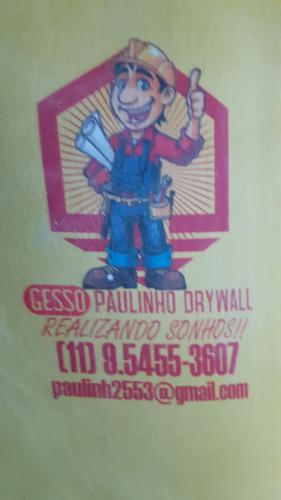 GESSO PAULINHO DRYWALL
REALIZANDO SONHOS!!
(11) 9.5455-3607
paulinh2553@gmail.com